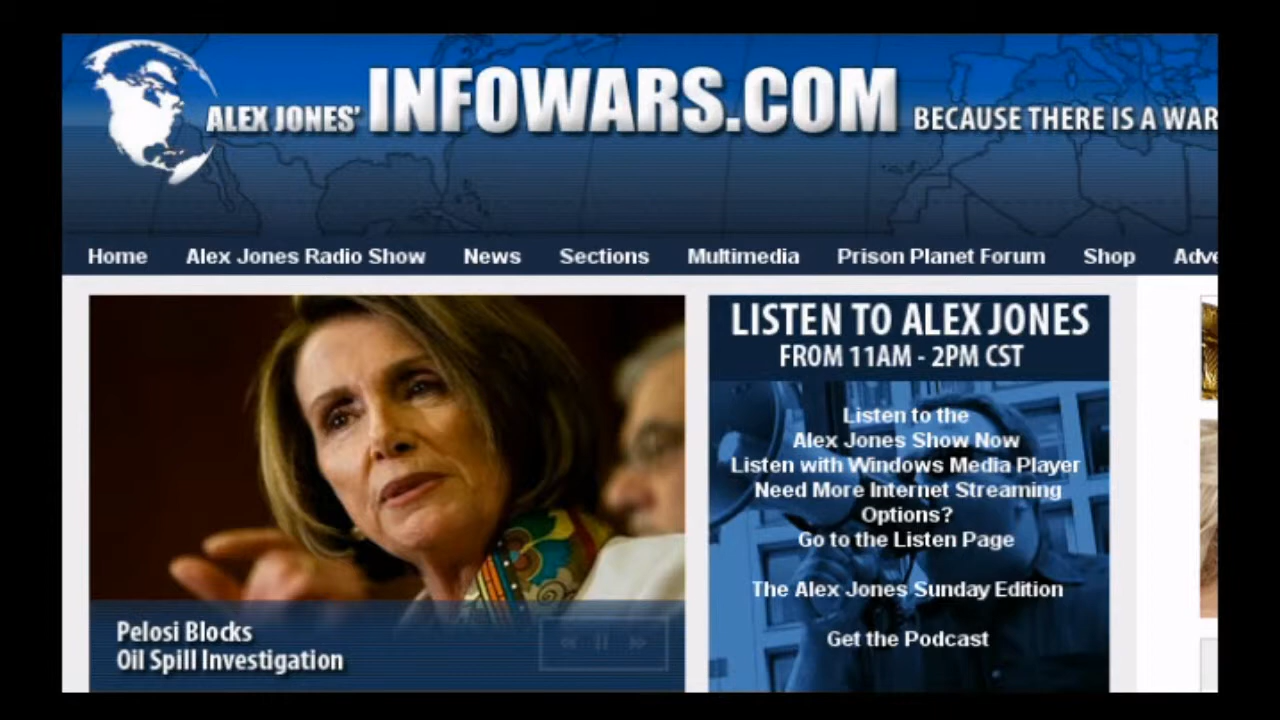 ALEX JONES' INFOWARS.COM BECAUSE THERE IS A WAR
Home Alex Jones Radio Show News Sections Multimedia Prison Planet Forum Shop Adve
LISTEN TO ALEX JONES
FROM 11AM - 2PM CST
Listen to the
Alex Jones Show Now
Listen with Windows Media Player
Need More Internet Streaming
Options?
Go to the Listen Page
The Alex Jones Sunday Edition
Get the Podcast
Pelosi Blocks
Oil Spill Investigation